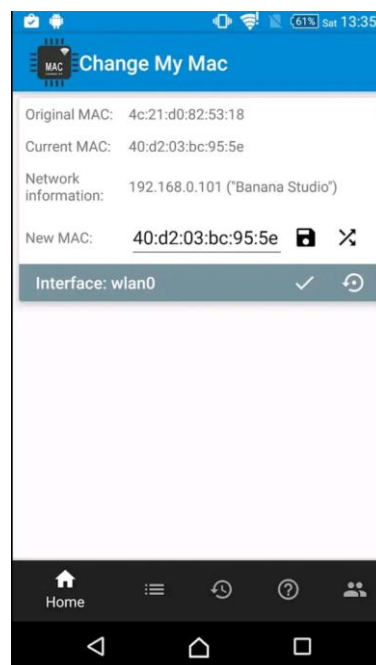 61% Sat 13:35
MAC Change My Mac
Original MAC: 4c:21:d0:82:53:18
Current MAC: 40:d2:03:bc:95:5e
Network
information: 192.168.0.101 ("Banana Studio")
New MAC: 40:d2:03:bc:95:5e
Interface: wlan0
Home